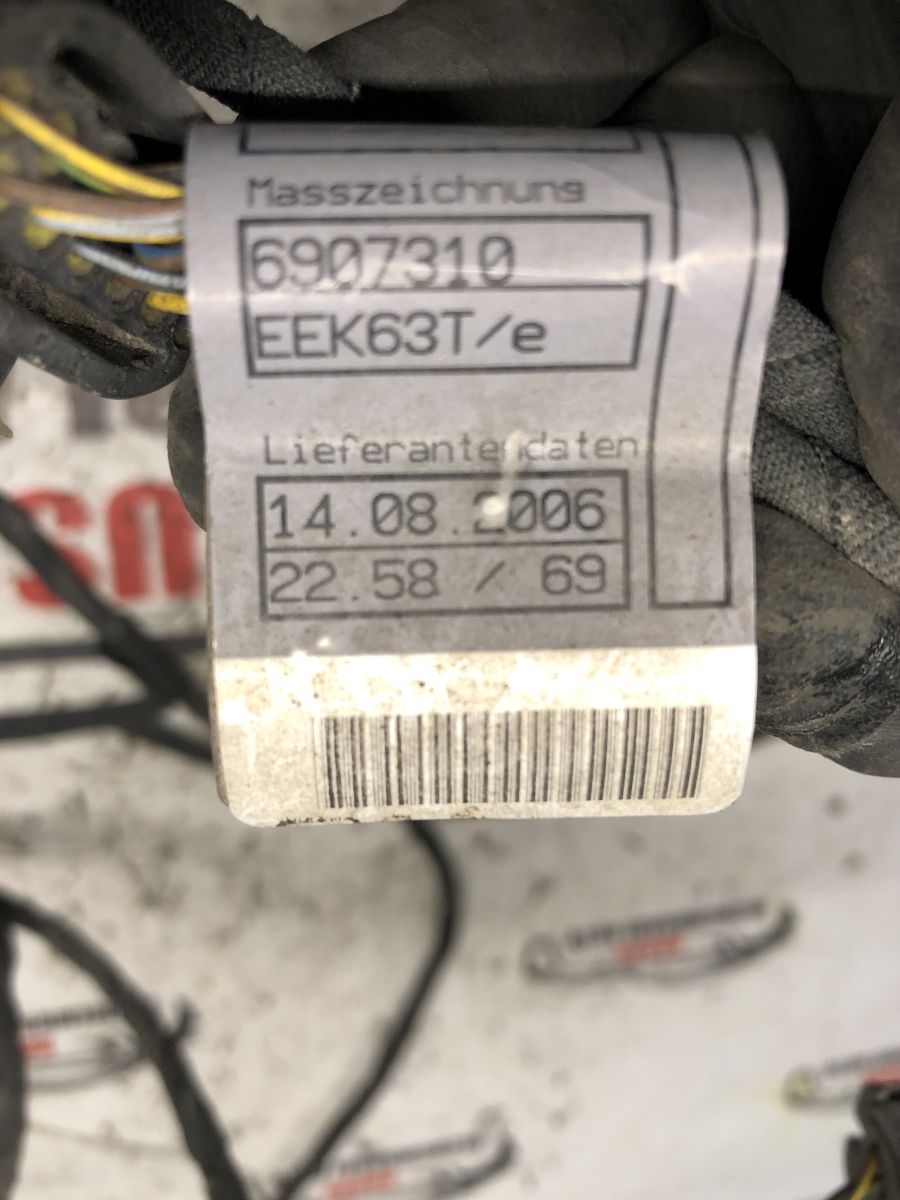 Masszeichnung
6907310
EEK63T/e
Lieferantendaten
14.08.2006
22.58 / 69